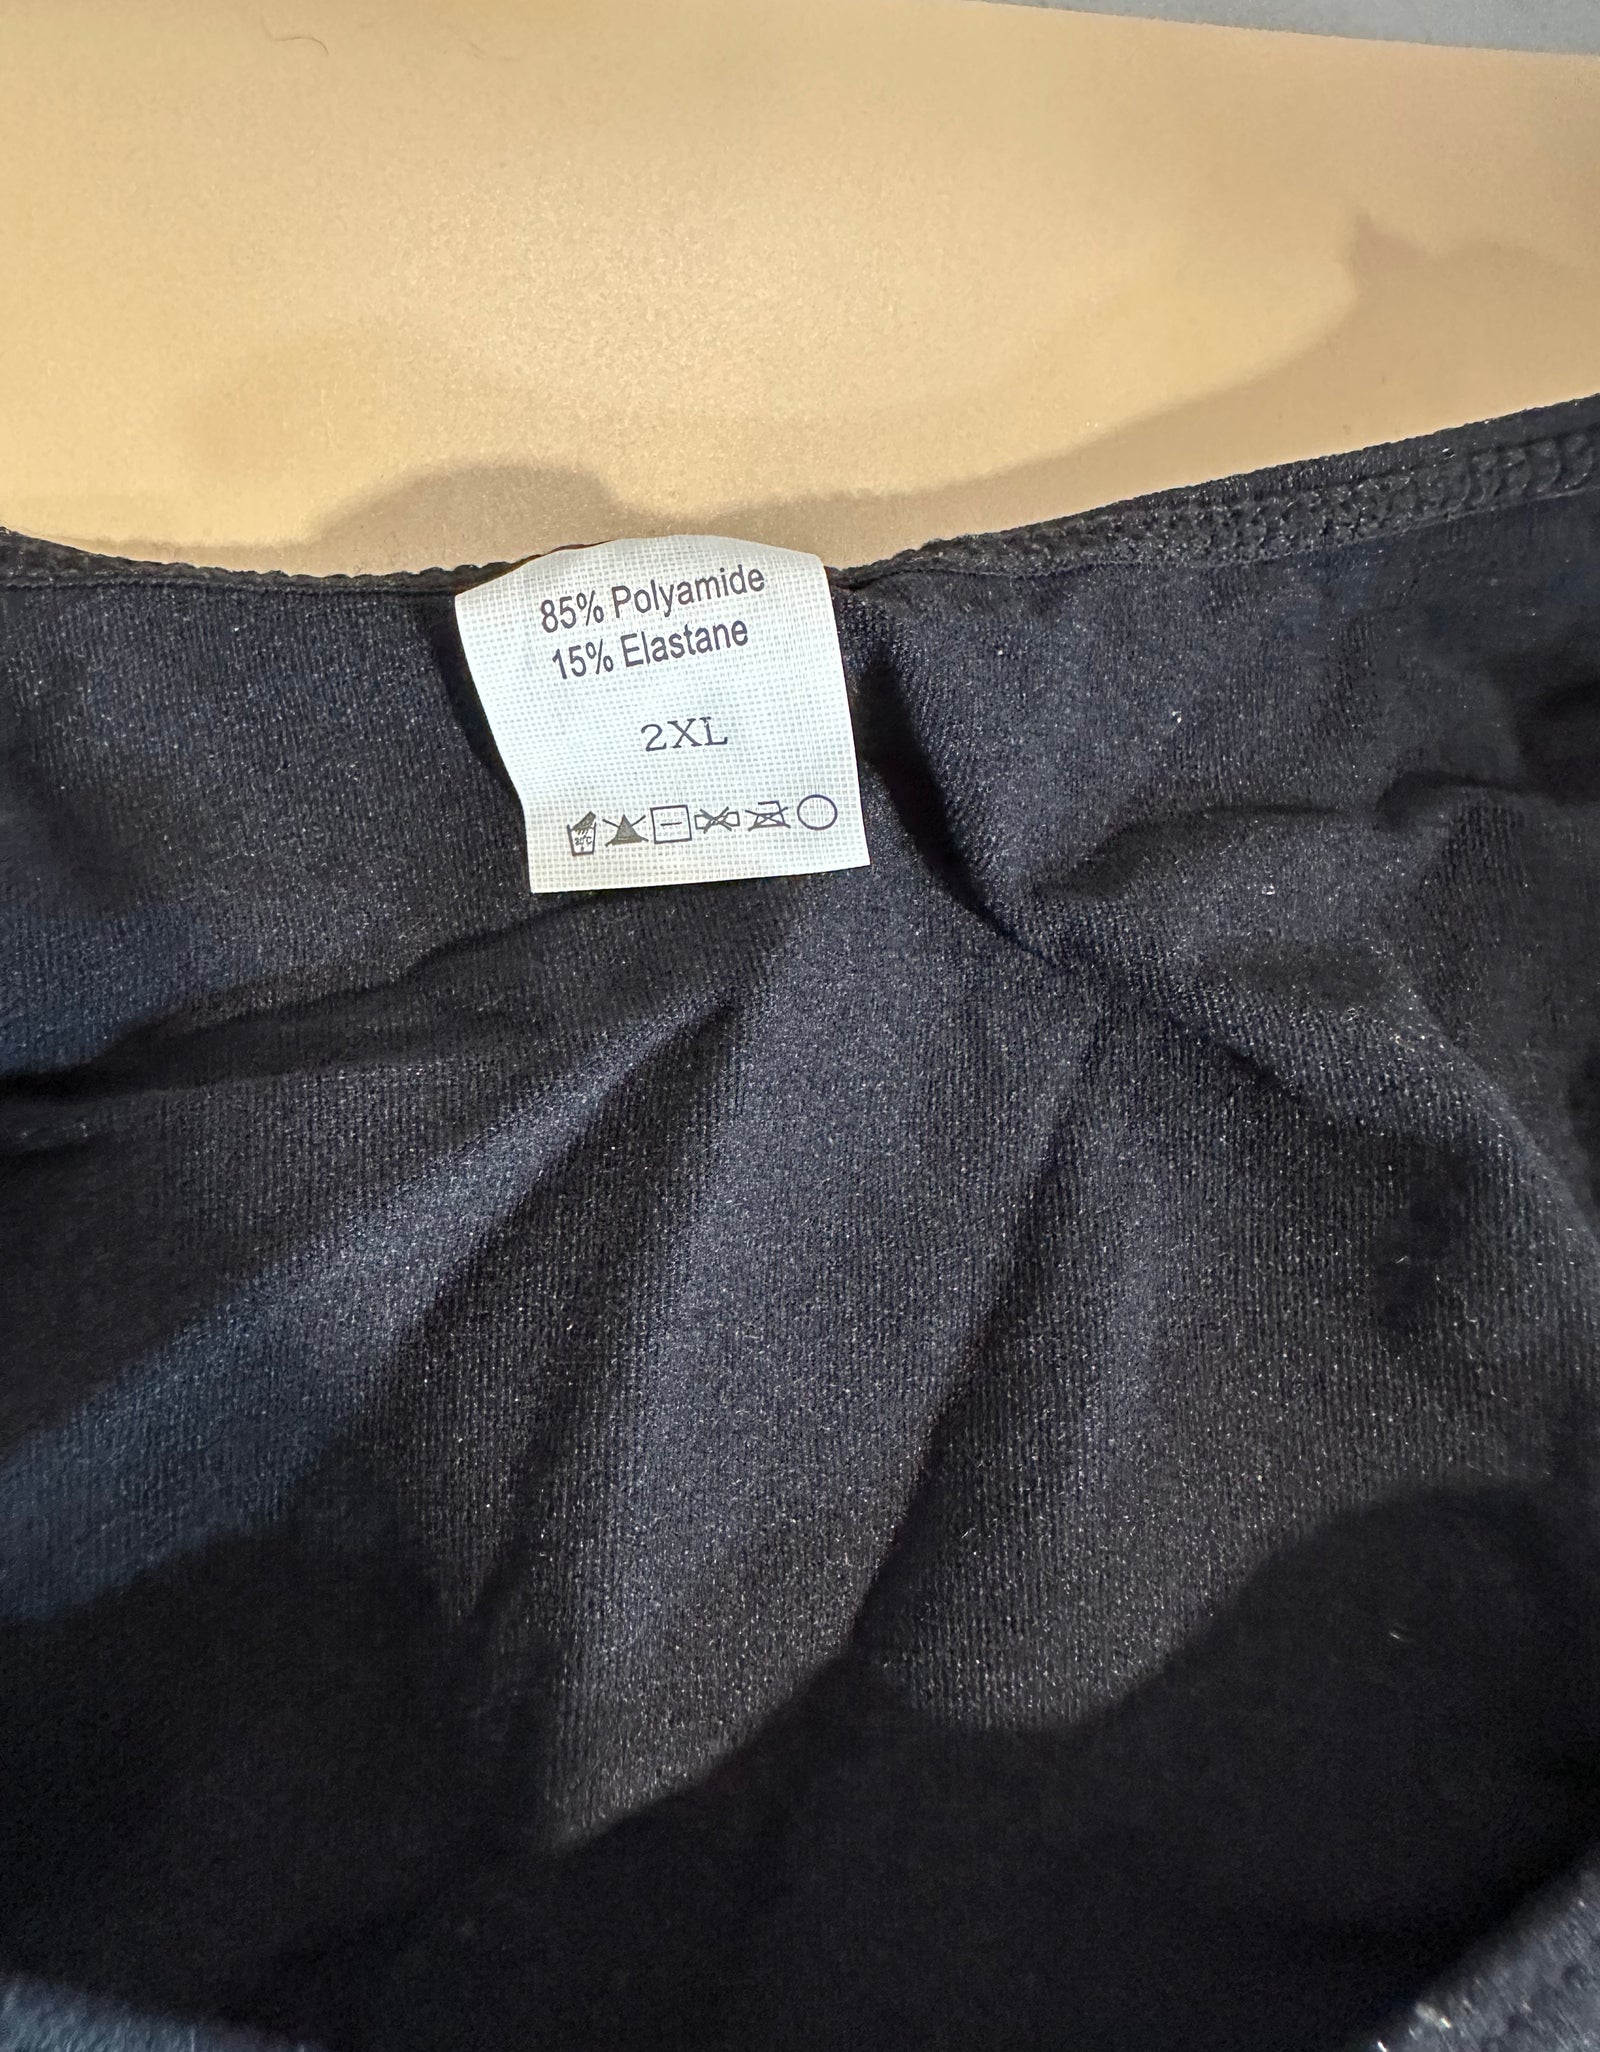 85% Polyamide
15% Elastane
2XL